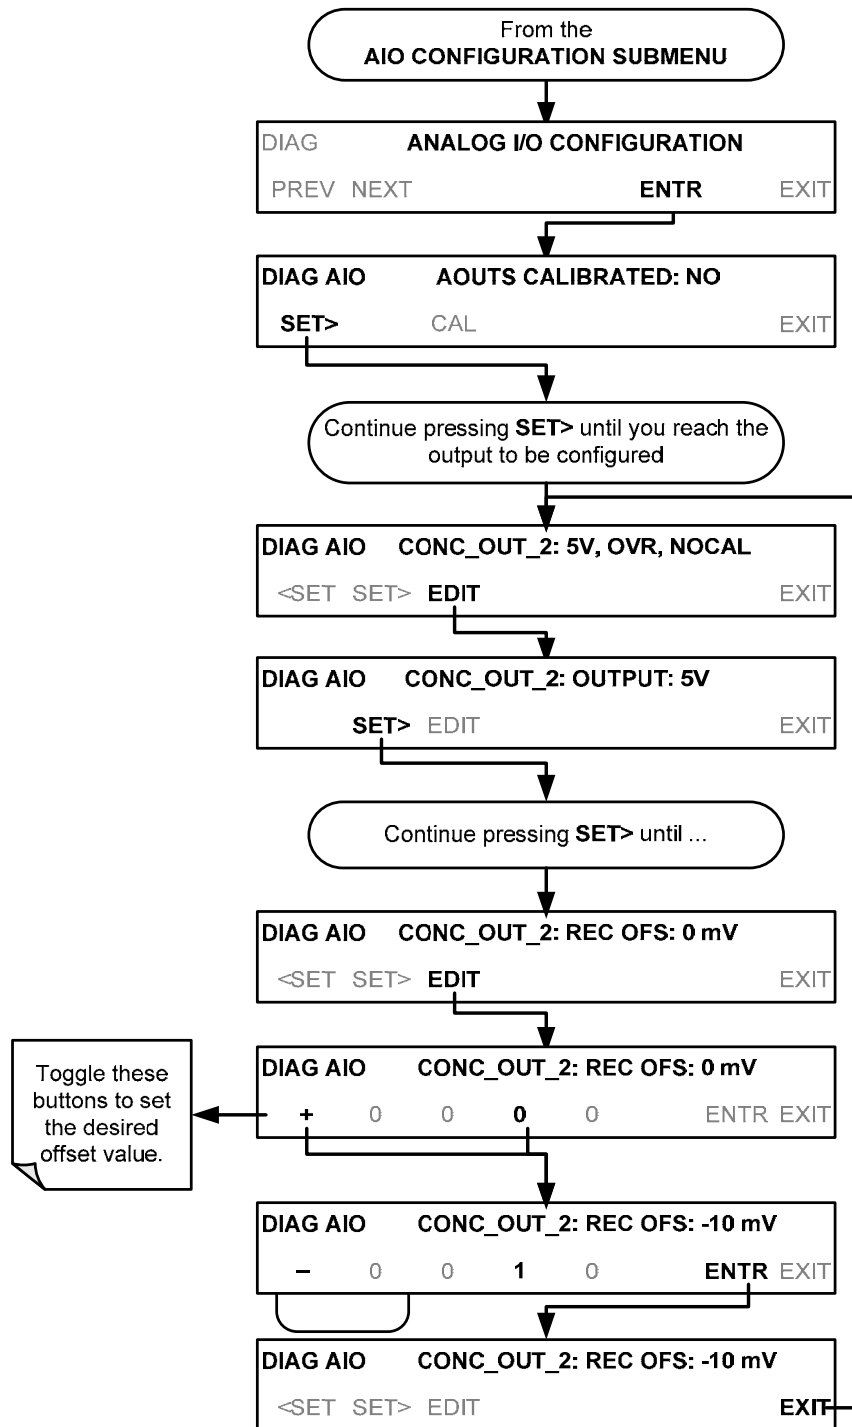 From the
AIO CONFIGURATION SUBMENU
DIAG ANALOG I/O CONFIGURATION
PREV NEXT ENTR EXIT
DIAG AIO AOUTS CALIBRATED: NO
SET> CAL EXIT
Continue pressing SET> until you reach the
output to be configured
DIAG AIO CONC_OUT_2: 5V, OVR, NOCAL
<SET SET> EDIT EXIT
DIAG AIO CONC_OUT_2: OUTPUT: 5V
SET> EDIT EXIT
Continue pressing SET> until ...
DIAG AIO CONC_OUT_2: REC OFS: 0 mV
<SET SET> EDIT EXIT
Toggle these
buttons to set
the desired
offset value.
DIAG AIO CONC_OUT_2: REC OFS: 0 mV
+ 0 0 0 0 ENTR EXIT
DIAG AIO CONC_OUT_2: REC OFS: -10 mV
– 0 0 1 0 ENTR EXIT
DIAG AIO CONC_OUT_2: REC OFS: -10 mV
<SET SET> EDIT EXIT